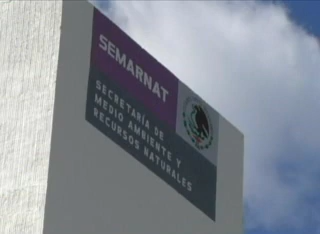 SEMARNAT
SECRETARÍA DE
MEDIO AMBIENTE Y
RECURSOS NATURALES